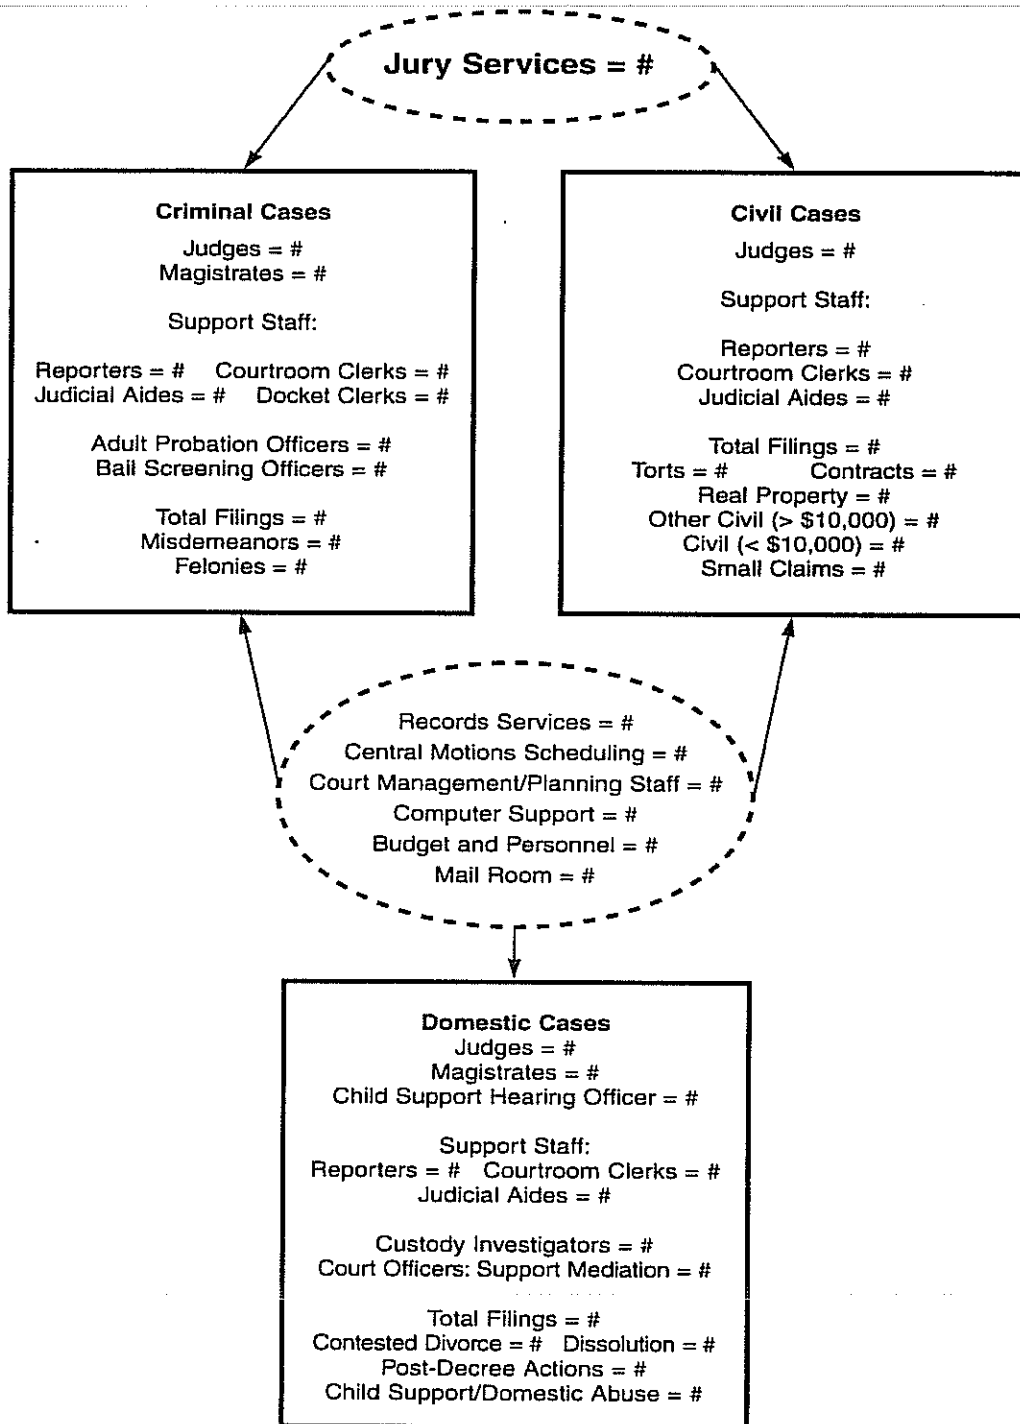 Jury Services = #
Criminal Cases
Judges = #
Magistrates = #
Support Staff:
Reporters = # Courtroom Clerks = #
Judicial Aides = # Docket Clerks = #
Adult Probation Officers = #
Bail Screening Officers = #
Total Filings = #
Misdemeanors = #
Felonies = #
Civil Cases
Judges = #
Support Staff:
Reporters = #
Courtroom Clerks = #
Judicial Aides = #
Total Filings = #
Torts = # Contracts = #
Real Property = #
Other Civil (> $10,000) = #
Civil (< $10,000) = #
Small Claims = #
Records Services = #
Central Motions Scheduling = #
Court Management/Planning Staff = #
Computer Support = #
Budget and Personnel = #
Mail Room = #
Domestic Cases
Judges = #
Magistrates = #
Child Support Hearing Officer = #
Support Staff:
Reporters = # Courtroom Clerks = #
Judicial Aides = #
Custody Investigators = #
Court Officers: Support Mediation = #
Total Filings = #
Contested Divorce = # Dissolution = #
Post-Decree Actions = #
Child Support/Domestic Abuse = #